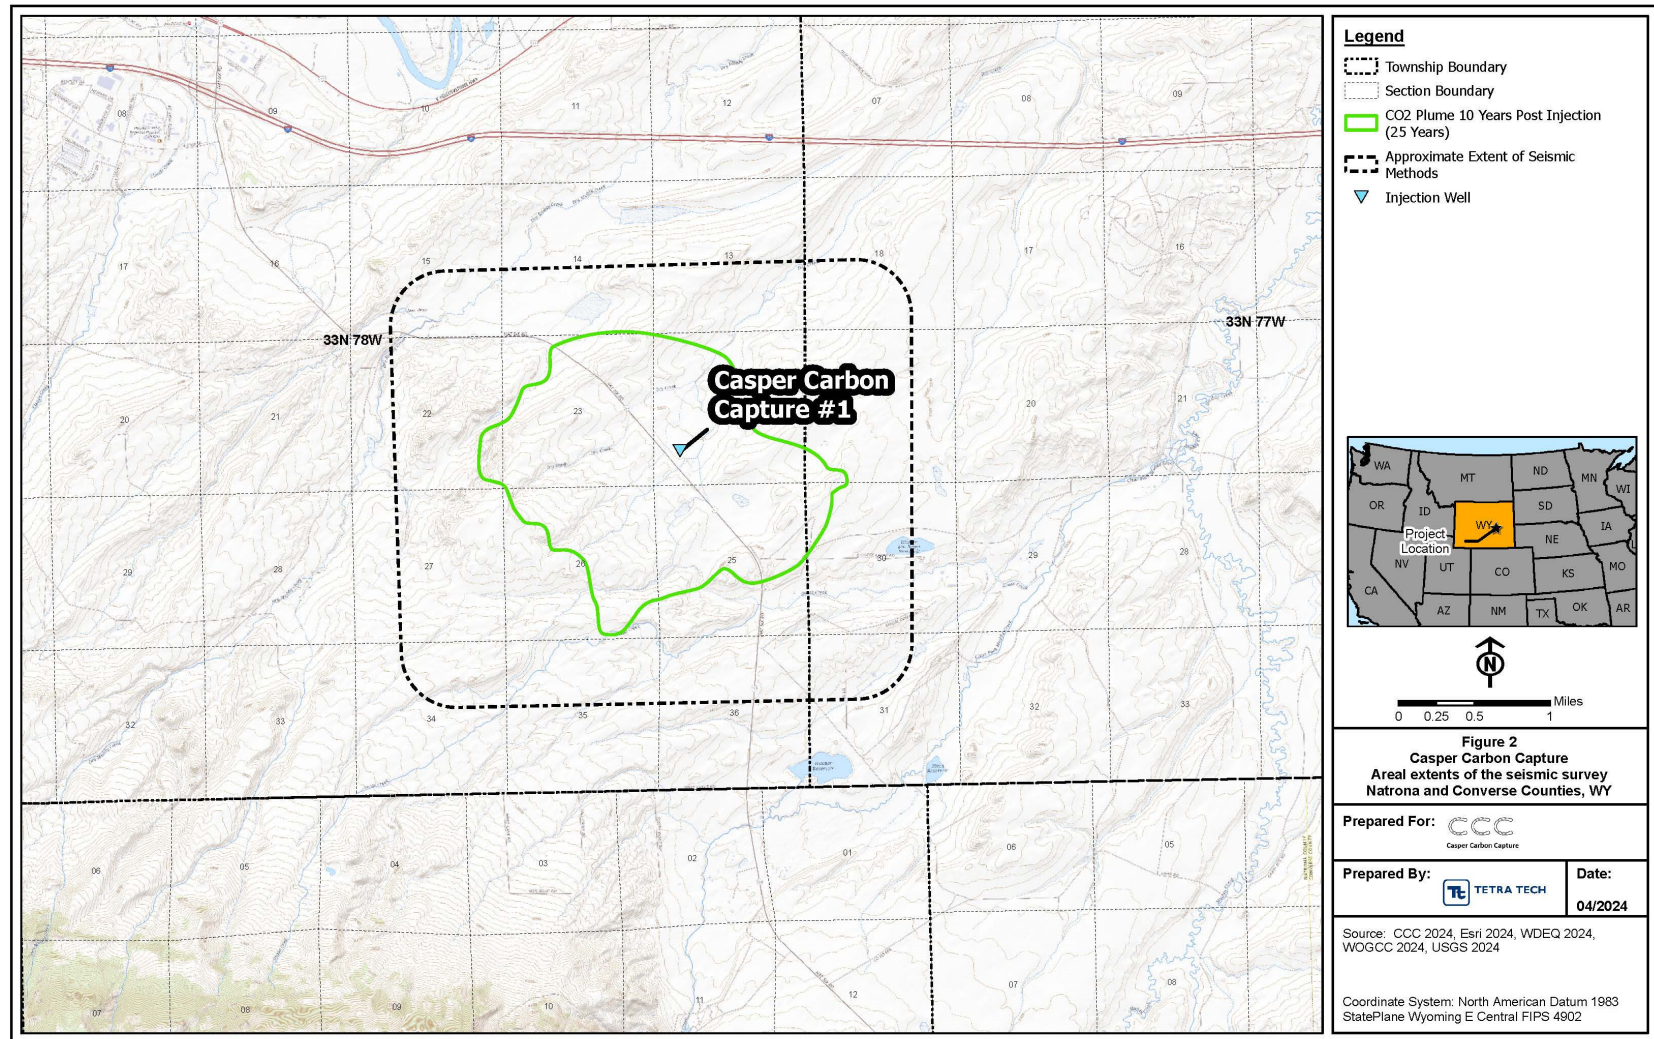 08
09
10
11
12
07
08
09
17
16
15
14
13
18
17
16
33N 78W
33N 77W
Casper Carbon
Capture #1
20
21
22
23
20
21
29
28
27
26
25
30
29
28
32
33
34
35
36
31
32
33
06
05
04
03
02
01
06
05
07
08
09
10
11
12
07
08
Legend
Township Boundary
Section Boundary
CO2 Plume 10 Years Post Injection
(25 Years)
Approximate Extent of Seismic
Methods
Injection Well
WA
MT
ND
MN
WI
OR
ID
SD
WY
IA
Project
Location
NE
NV
UT
CO
KS
MO
CA
AZ
NM
TX
OK
AR
N
Miles
0 0.25 0.5 1
Figure 2
Casper Carbon Capture
Areal extents of the seismic survey
Natrona and Converse Counties, WY
Prepared For:
CCC
Casper Carbon Capture
Prepared By:
Tt TETRA TECH
Date:
04/2024
Source: CCC 2024, Esri 2024, WDEQ 2024,
WOGCC 2024, USGS 2024
Coordinate System: North American Datum 1983
StatePlane Wyoming E Central FIPS 4902